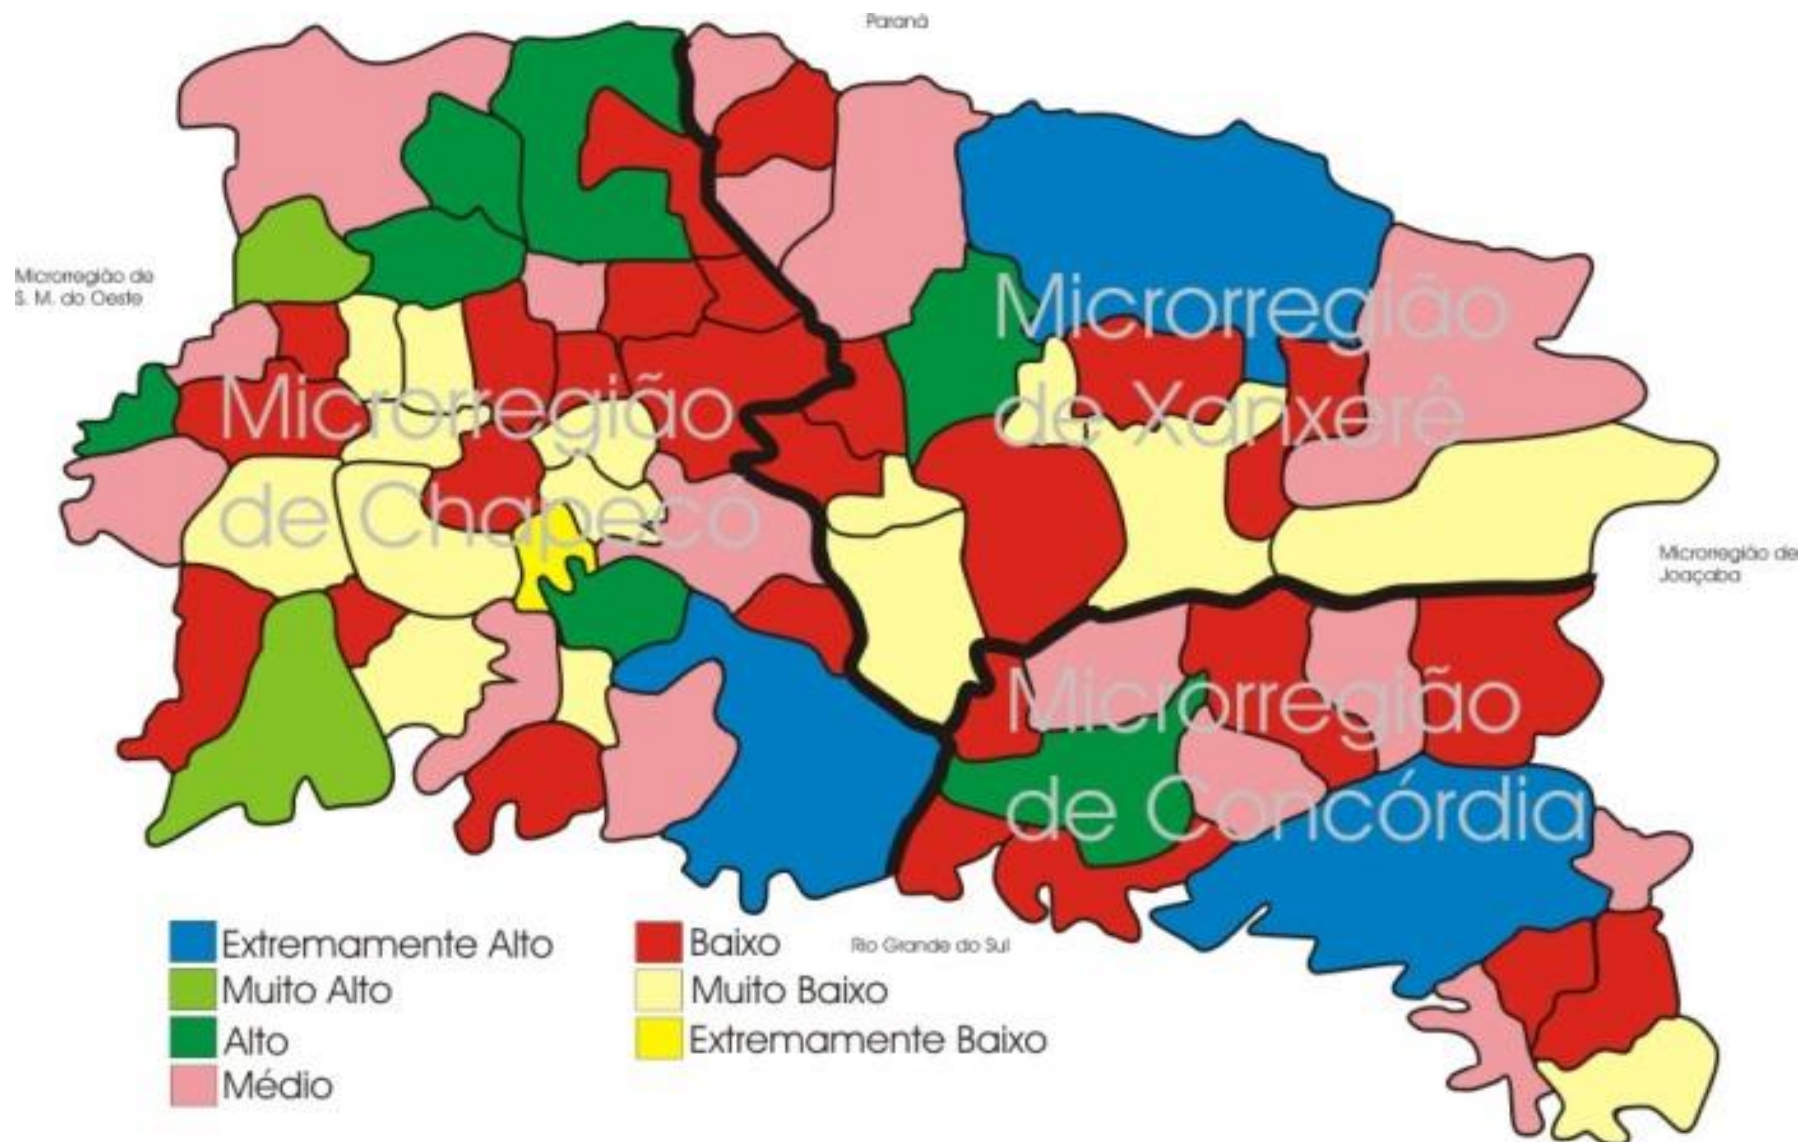 Paraná
Microrregião de
S. M. do Oeste
Microrregião
de Xanxerê
Microrregião
de Chapecó
Microrregião de
Joaçaba
Microrregião
de Concórdia
Extremamente Alto
Muito Alto
Alto
Médio
Baixo
Muito Baixo
Extremamente Baixo
Rio Grande do Sul